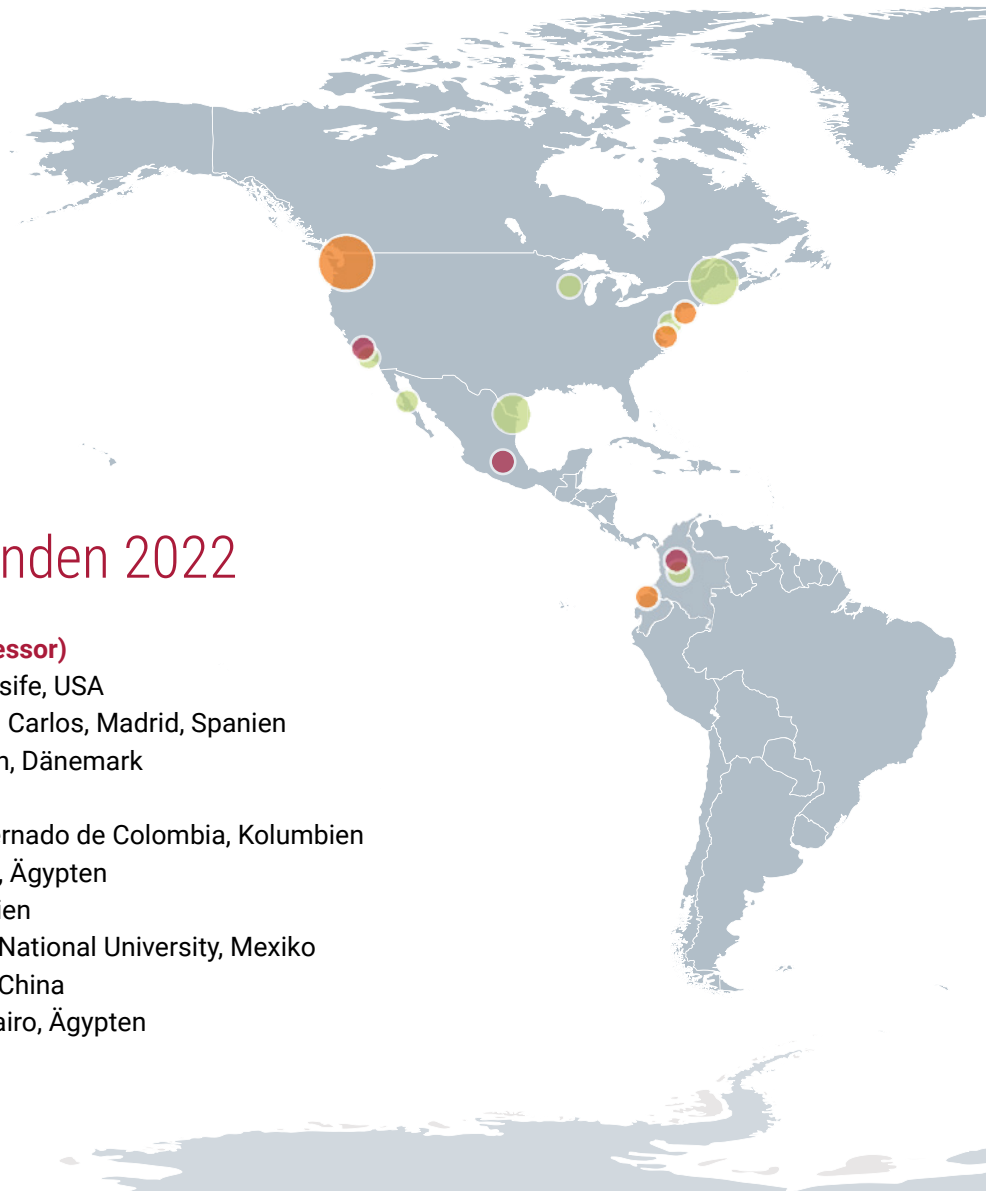 nden 2022
essor)
sife, USA
Carlos, Madrid, Spanien
n, Dänemark
ernado de Colombia, Kolumbien
, Ägypten
ien
National University, Mexiko
China
airo, Ägypten